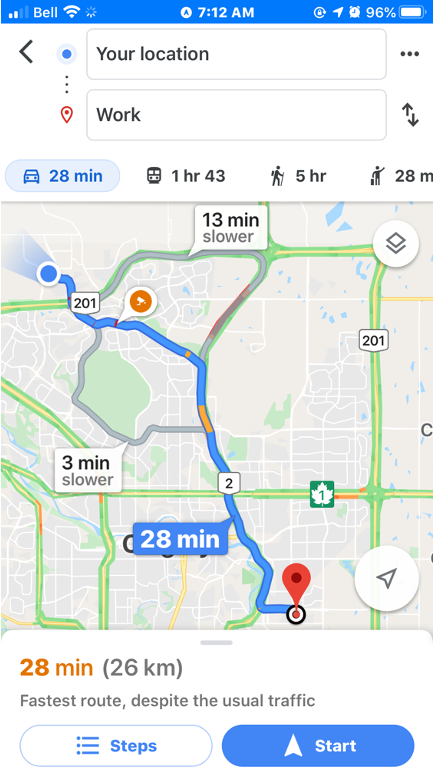 Bell 7:12 AM 96%
Your location
Work
28 min 1 hr 43 5 hr 28 m
13 min
slower
201
201
3 min
slower
2
1
28 min
28 min (26 km)
Fastest route, despite the usual traffic
Steps Start